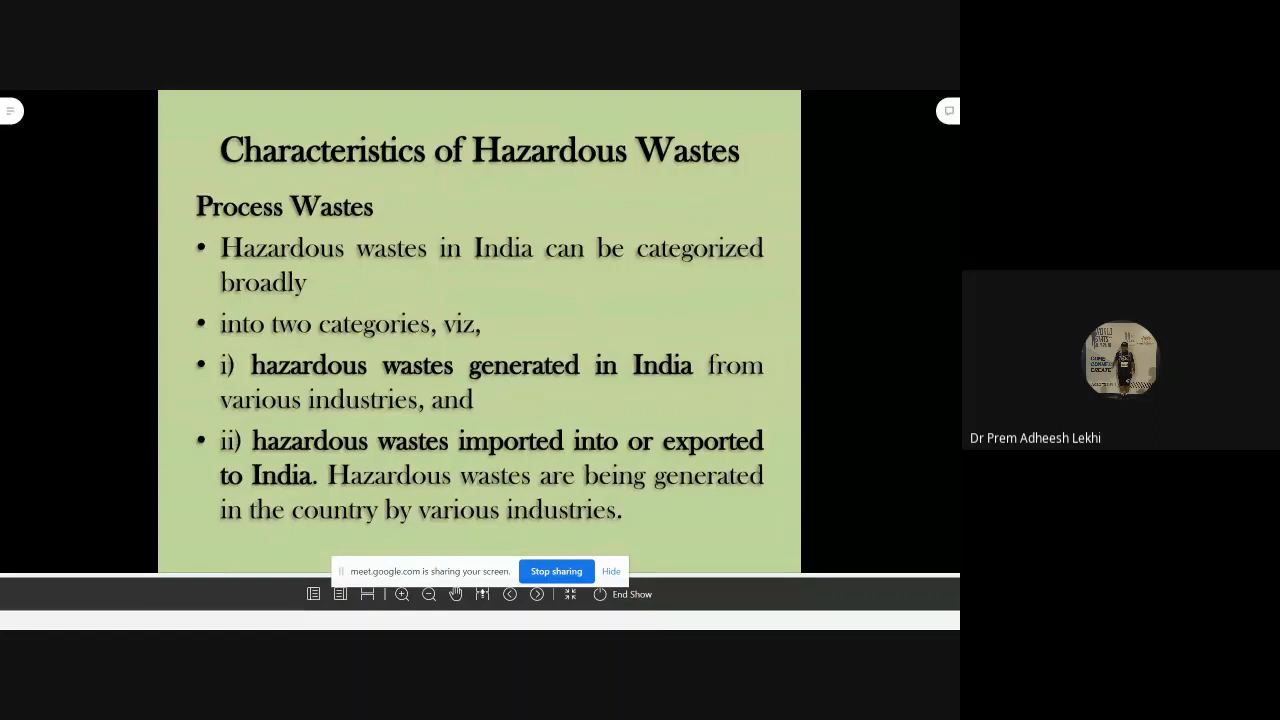 Characteristics of Hazardous Wastes
Process Wastes
• Hazardous wastes in India can be categorized
broadly
• into two categories, viz,
• i) hazardous wastes generated in India from
various industries, and
• ii) hazardous wastes imported into or exported
to India. Hazardous wastes are being generated
in the country by various industries.
meet.google.com is sharing your screen.
Stop sharing
Hide
End Show
Dr Prem Adheesh Lekhi